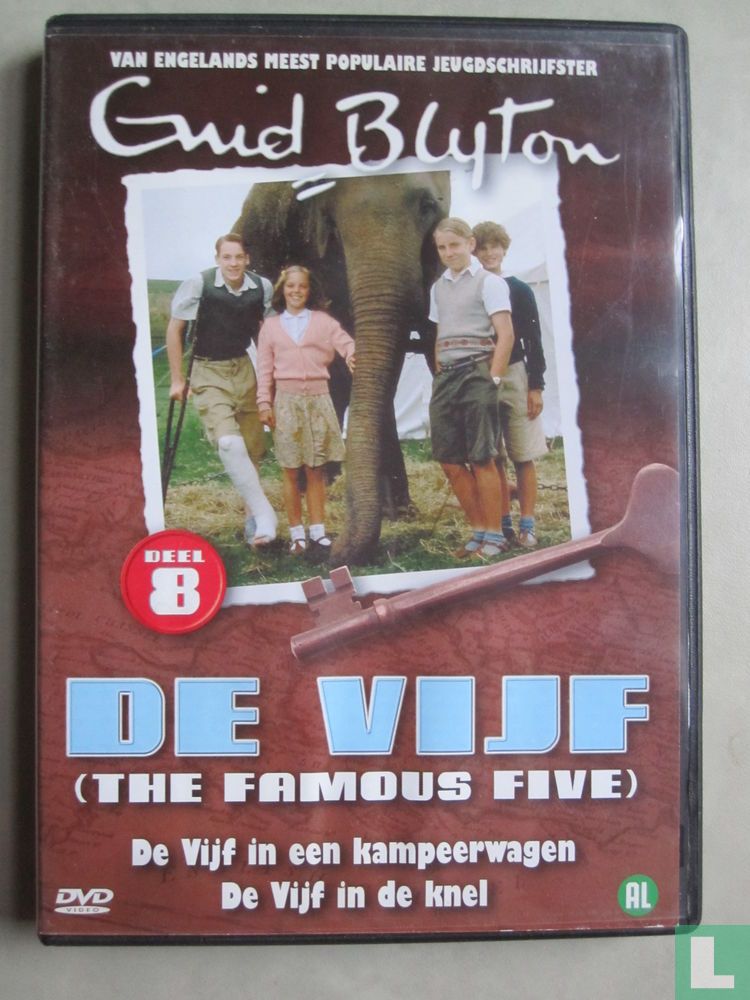 VAN ENGELANDS MEEST POPULAIRE JEUGDSCHRIJFSTER
Enid Blyton
DEEL
8
DE VIJF
(THE FAMOUS FIVE)
De Vijf in een kampeerwagen
De Vijf in de knel
DVD
VIDEO
AL
L